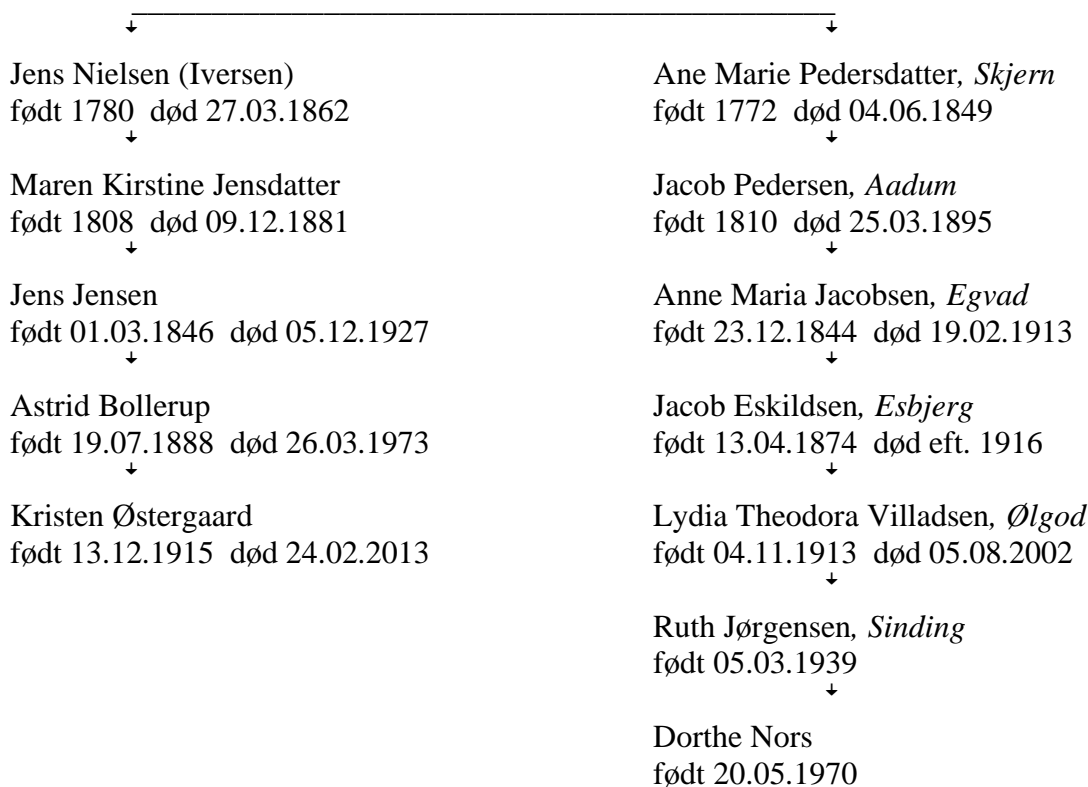 Jens Nielsen (Iversen)
født 1780 død 27.03.1862
Maren Kirstine Jensdatter
født 1808 død 09.12.1881
Jens Jensen
født 01.03.1846 død 05.12.1927
Astrid Bollerup
født 19.07.1888 død 26.03.1973
Kristen Østergaard
født 13.12.1915 død 24.02.2013
Ane Marie Pedersdatter, Skjern
født 1772 død 04.06.1849
Jacob Pedersen, Aadum
født 1810 død 25.03.1895
Anne Maria Jacobsen, Egvad
født 23.12.1844 død 19.02.1913
Jacob Eskildsen, Esbjerg
født 13.04.1874 død eft. 1916
Lydia Theodora Villadsen, Ølgod
født 04.11.1913 død 05.08.2002
Ruth Jørgensen, Sinding
født 05.03.1939
Dorthe Nors
født 20.05.1970